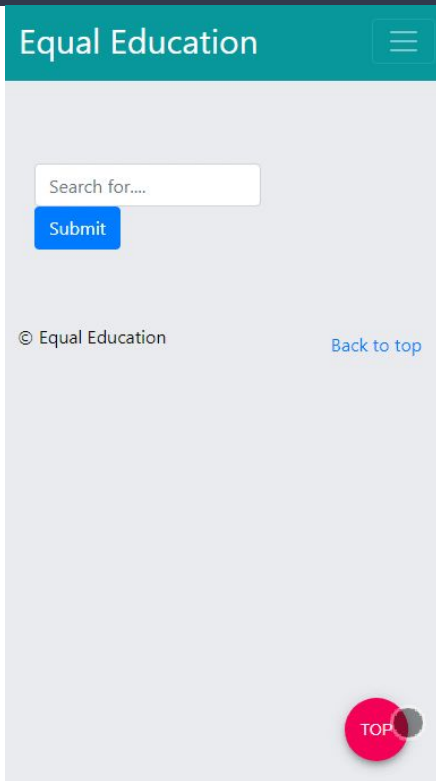 Equal Education
Search for....
Submit
© Equal Education
Back to top
TOP